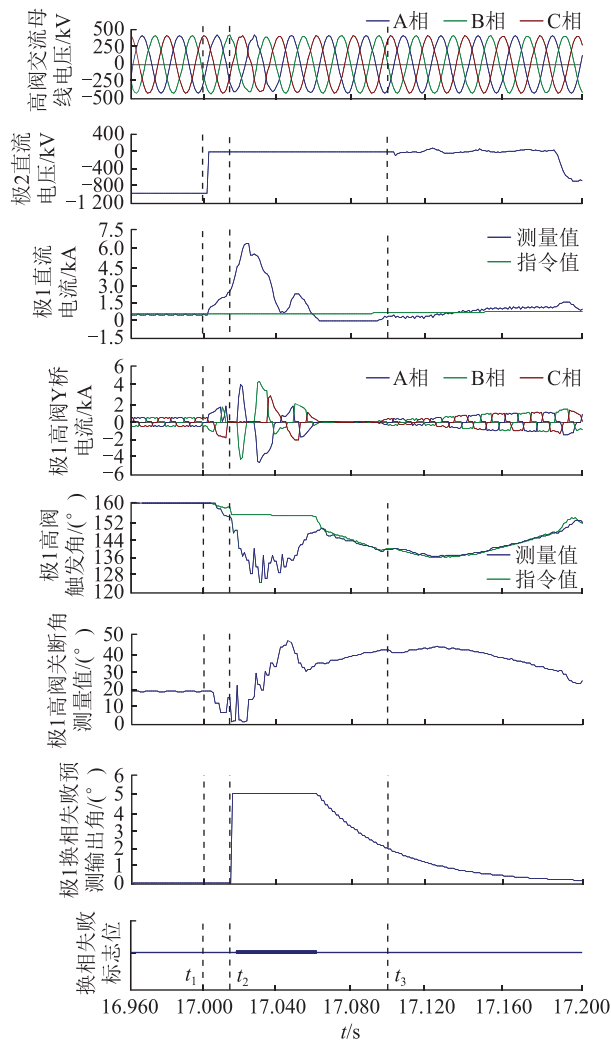 A相 B相 C相
500
250
0
−250
−500
高阀交流母
线电压/kV
400
0
−400
−800
−1 200
极2直流
电压/kV
7.5
6.0
4.5
3.0
1.5
0
−1.5
极1直流
电流/kA
测量值
指令值
A相 B相 C相
6
4
2
0
−2
−4
−6
极1高阀Y桥
电流/kA
160
152
144
136
128
120
极1高阀
触发角/(°)
测量值
指令值
50
40
30
20
10
0
极1高阀关断角
测量值/(°)
6
5
4
3
2
1
0
极1换相失败预
测输出角/(°)
换相失败
标志位
t1 t2 t3
16.960 17.000 17.040 17.080 17.120 17.160 17.200
t/s